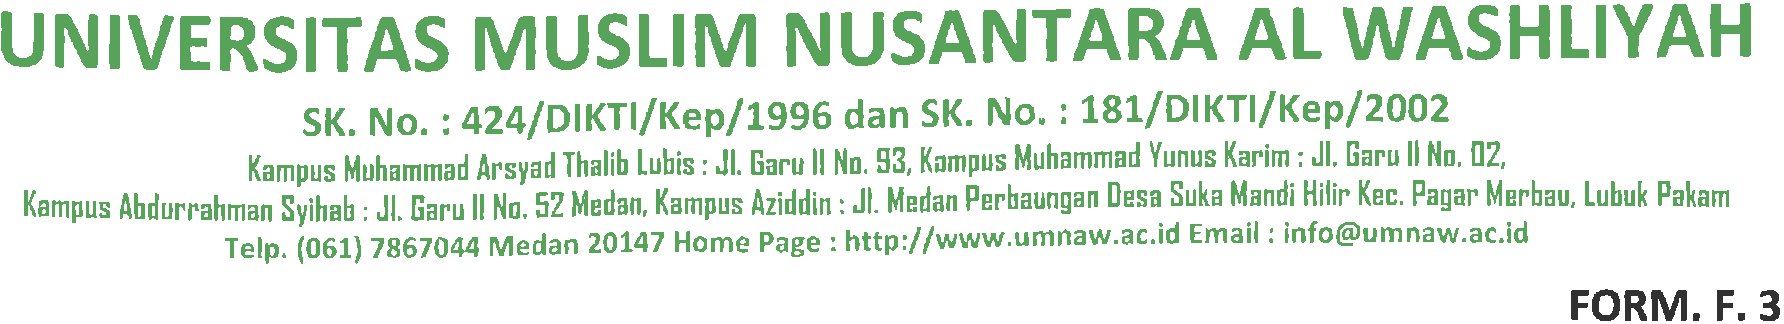 UNIVERSITAS MUSLIM NUSANTARA AL WASHLIYAH
SK. No. : 424/DIKTI/Kep/1996 dan SK. No. : 181/DIKTI/Kep/2002
Kampus Muhammad Arsyad Thalib Lubis : Jl. Garu II No. 93, Kampus Muhammad Yunus Karim : Jl. Garu II No. 02,
Kampus Abdurrahman Syihab : Jl. Garu II No. 52 Medan, Kampus Aziddin : Jl. Medan Perbaungan Desa Suka Mandi Hilir Kec. Pagar Merbau, Lubuk Pakam
Telp. (061) 7867044 Medan 20147 Home Page : http://www.umnaw.ac.id Email : info@umnaw.ac.id
FORM. F. 3